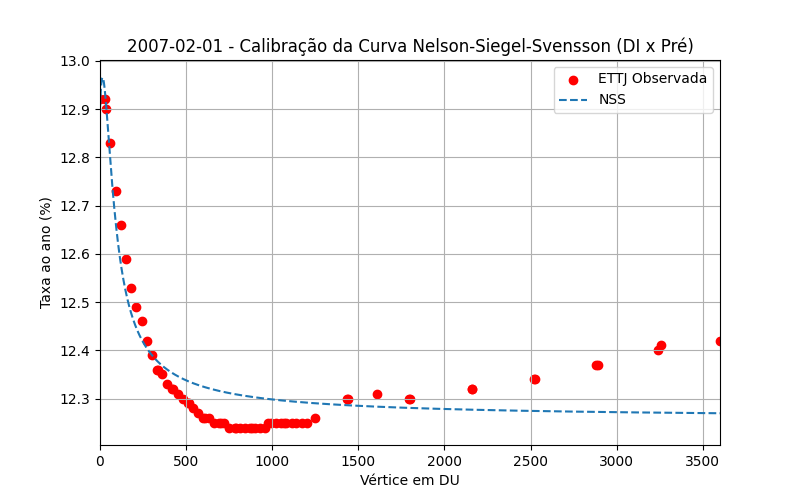 2007-02-01 - Calibração da Curva Nelson-Siegel-Svensson (DI x Pré)
13.0
12.9
12.8
12.7
12.6
12.5
12.4
12.3
Taxa ao ano (%)
ETTJ Observada
NSS
0 500 1000 1500 2000 2500 3000 3500
Vértice em DU